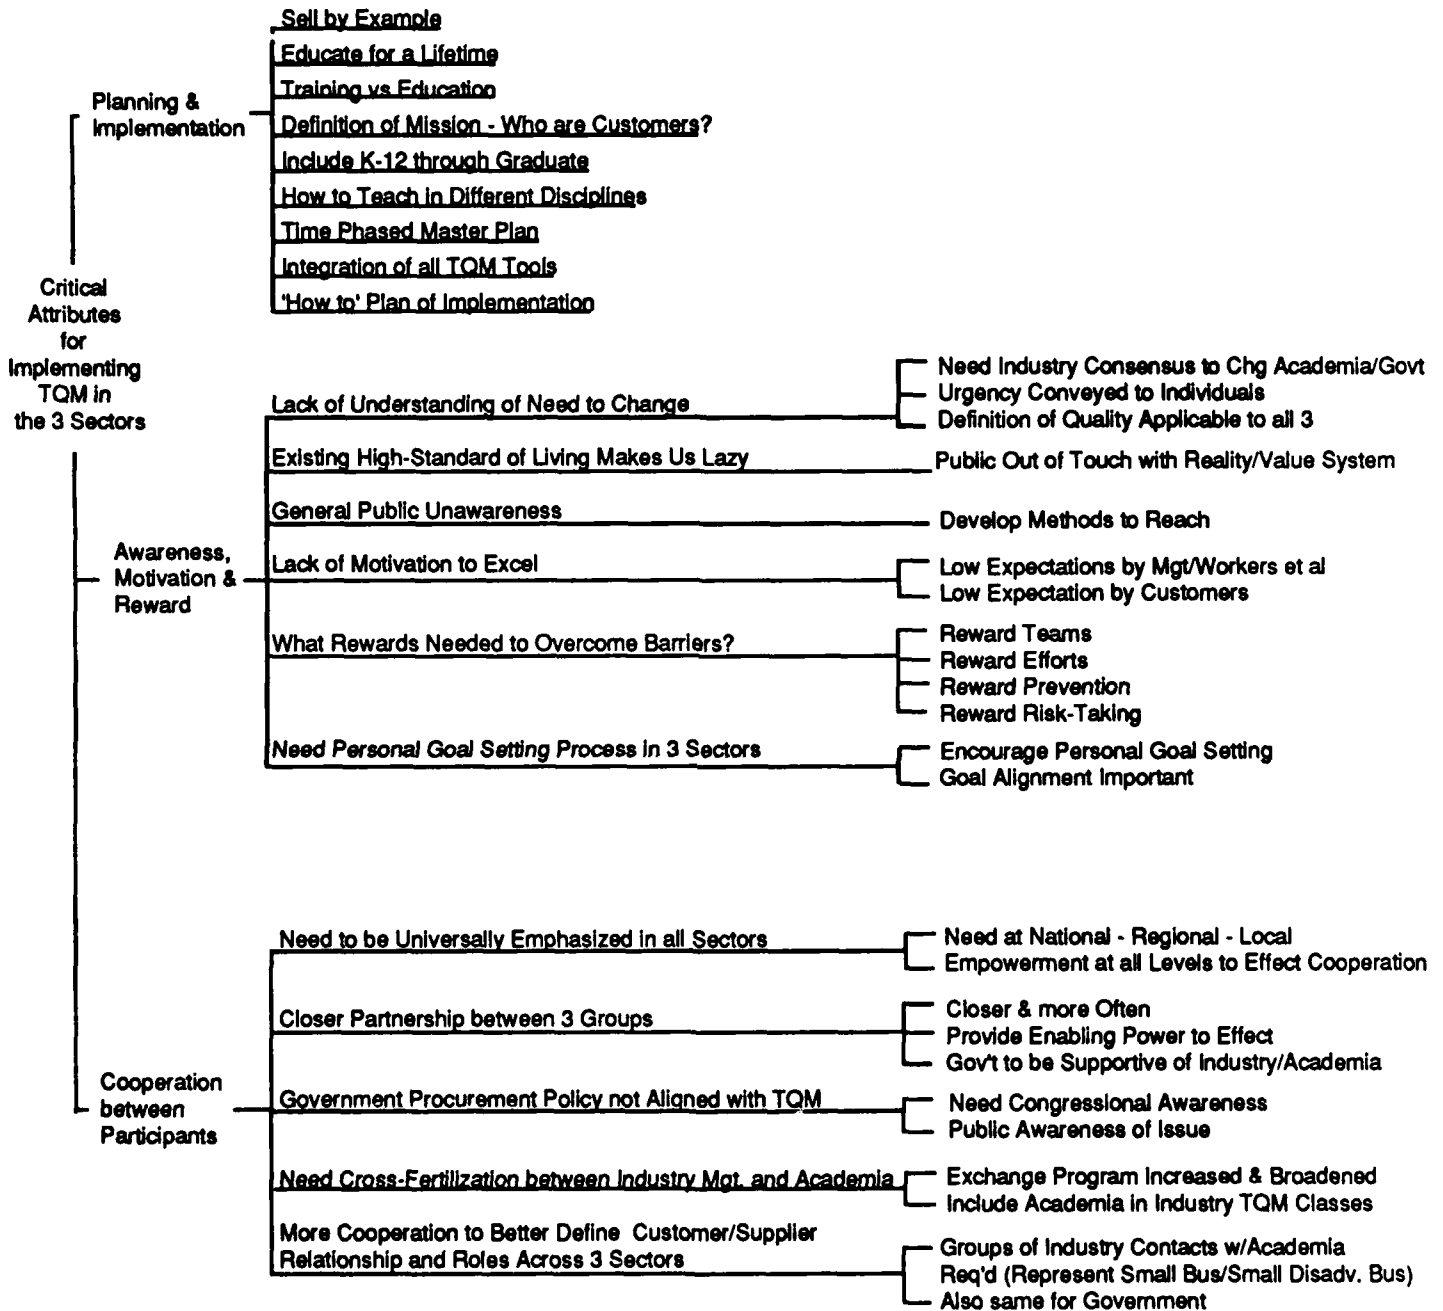 Sell by Example
Educate for a Lifetime
Training vs Education
Planning &
Implementation
Definition of Mission - Who are Customers?
Include K-12 through Graduate
How to Teach in Different Disciplines
Time Phased Master Plan
Integration of all TQM Tools
'How to' Plan of Implementation
Critical
Attributes
for
Implementing
TQM in
the 3 Sectors
Awareness,
Motivation &
Reward
Lack of Understanding of Need to Change
Need Industry Consensus to Chg Academia/Govt
Urgency Conveyed to Individuals
Definition of Quality Applicable to all 3
Existing High-Standard of Living Makes Us Lazy
Public Out of Touch with Reality/Value System
General Public Unawareness
Develop Methods to Reach
Lack of Motivation to Excel
Low Expectations by Mgt/Workers et al
Low Expectation by Customers
What Rewards Needed to Overcome Barriers?
Reward Teams
Reward Efforts
Reward Prevention
Reward Risk-Taking
Need Personal Goal Setting Process in 3 Sectors
Encourage Personal Goal Setting
Goal Alignment Important
Cooperation
between
Participants
Need to be Universally Emphasized in all Sectors
Need at National - Regional - Local
Empowerment at all Levels to Effect Cooperation
Closer Partnership between 3 Groups
Closer & more Often
Provide Enabling Power to Effect
Gov't to be Supportive of Industry/Academia
Government Procurement Policy not Aligned with TQM
Need Congressional Awareness
Public Awareness of Issue
Need Cross-Fertilization between Industry Mgt. and Academia
Exchange Program Increased & Broadened
Include Academia in Industry TQM Classes
More Cooperation to Better Define Customer/Supplier
Relationship and Roles Across 3 Sectors
Groups of Industry Contacts w/Academia
Req'd (Represent Small Bus/Small Disadv. Bus)
Also same for Government